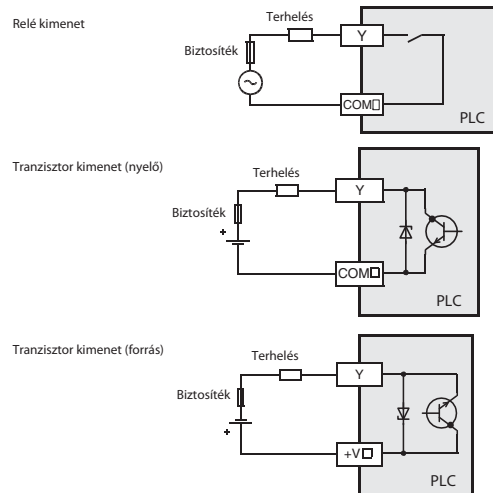 Relé kimenet
Terhelés
Y
Biztosíték
COM□
PLC
Tranzisztor kimenet (nyelő)
Terhelés
Y
Biztosíték
+
COM□
PLC
Tranzisztor kimenet (forrás)
Terhelés
Y
Biztosíték
+
+V□
PLC